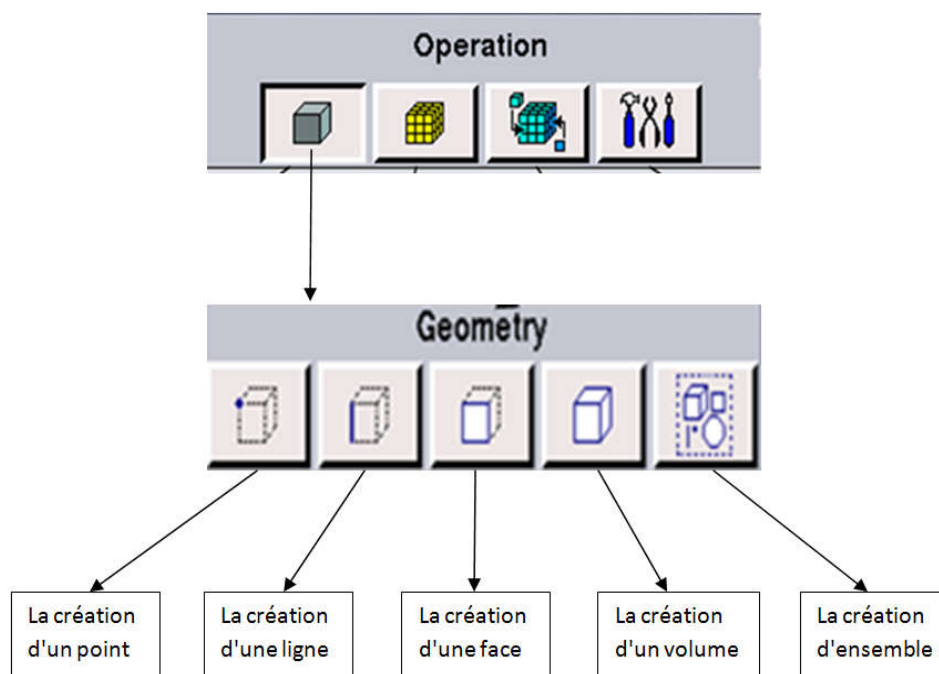 Operation
Geometry
La création
d'un point
La création
d'une ligne
La création
d'une face
La création
d'un volume
La création
d'ensemble